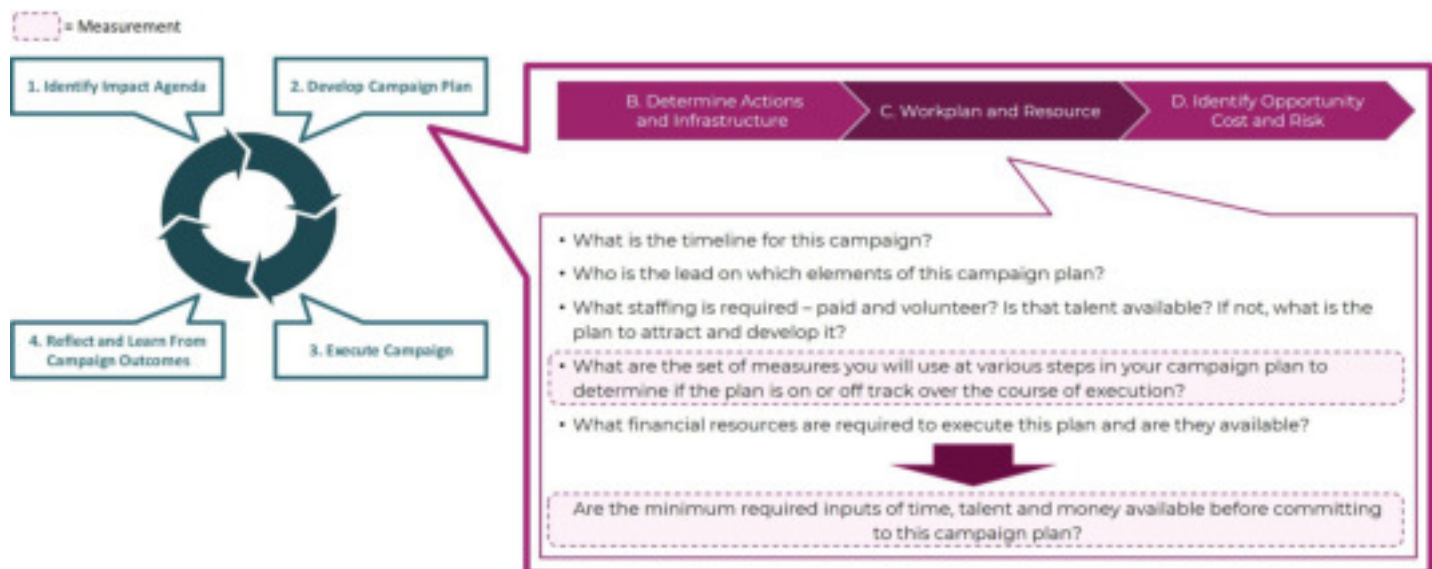 = Measurement
1. Identify Impact Agenda
2. Develop Campaign Plan
4. Reflect and Learn From
Campaign Outcomes
3. Execute Campaign
B. Determine Actions
and Infrastructure
C. Workplan and Resource
D. Identify Opportunity
Cost and Risk
• What is the timeline for this campaign?
• Who is the lead on which elements of this campaign plan?
• What staffing is required – paid and volunteer? Is that talent available? If not, what is the
plan to attract and develop it?
• What are the set of measures you will use at various steps in your campaign plan to
determine if the plan is on or off track over the course of execution?
• What financial resources are required to execute this plan and are they available?
Are the minimum required inputs of time, talent and money available before committing
to this campaign plan?